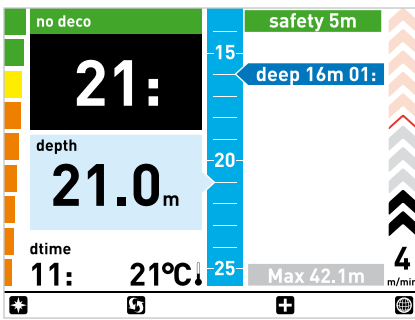 no deco
21:
depth
21.0m
dtime
11: 21°C
15
20
25
safety 5m
deep 16m 01:
Max 42.1m
4
m/min